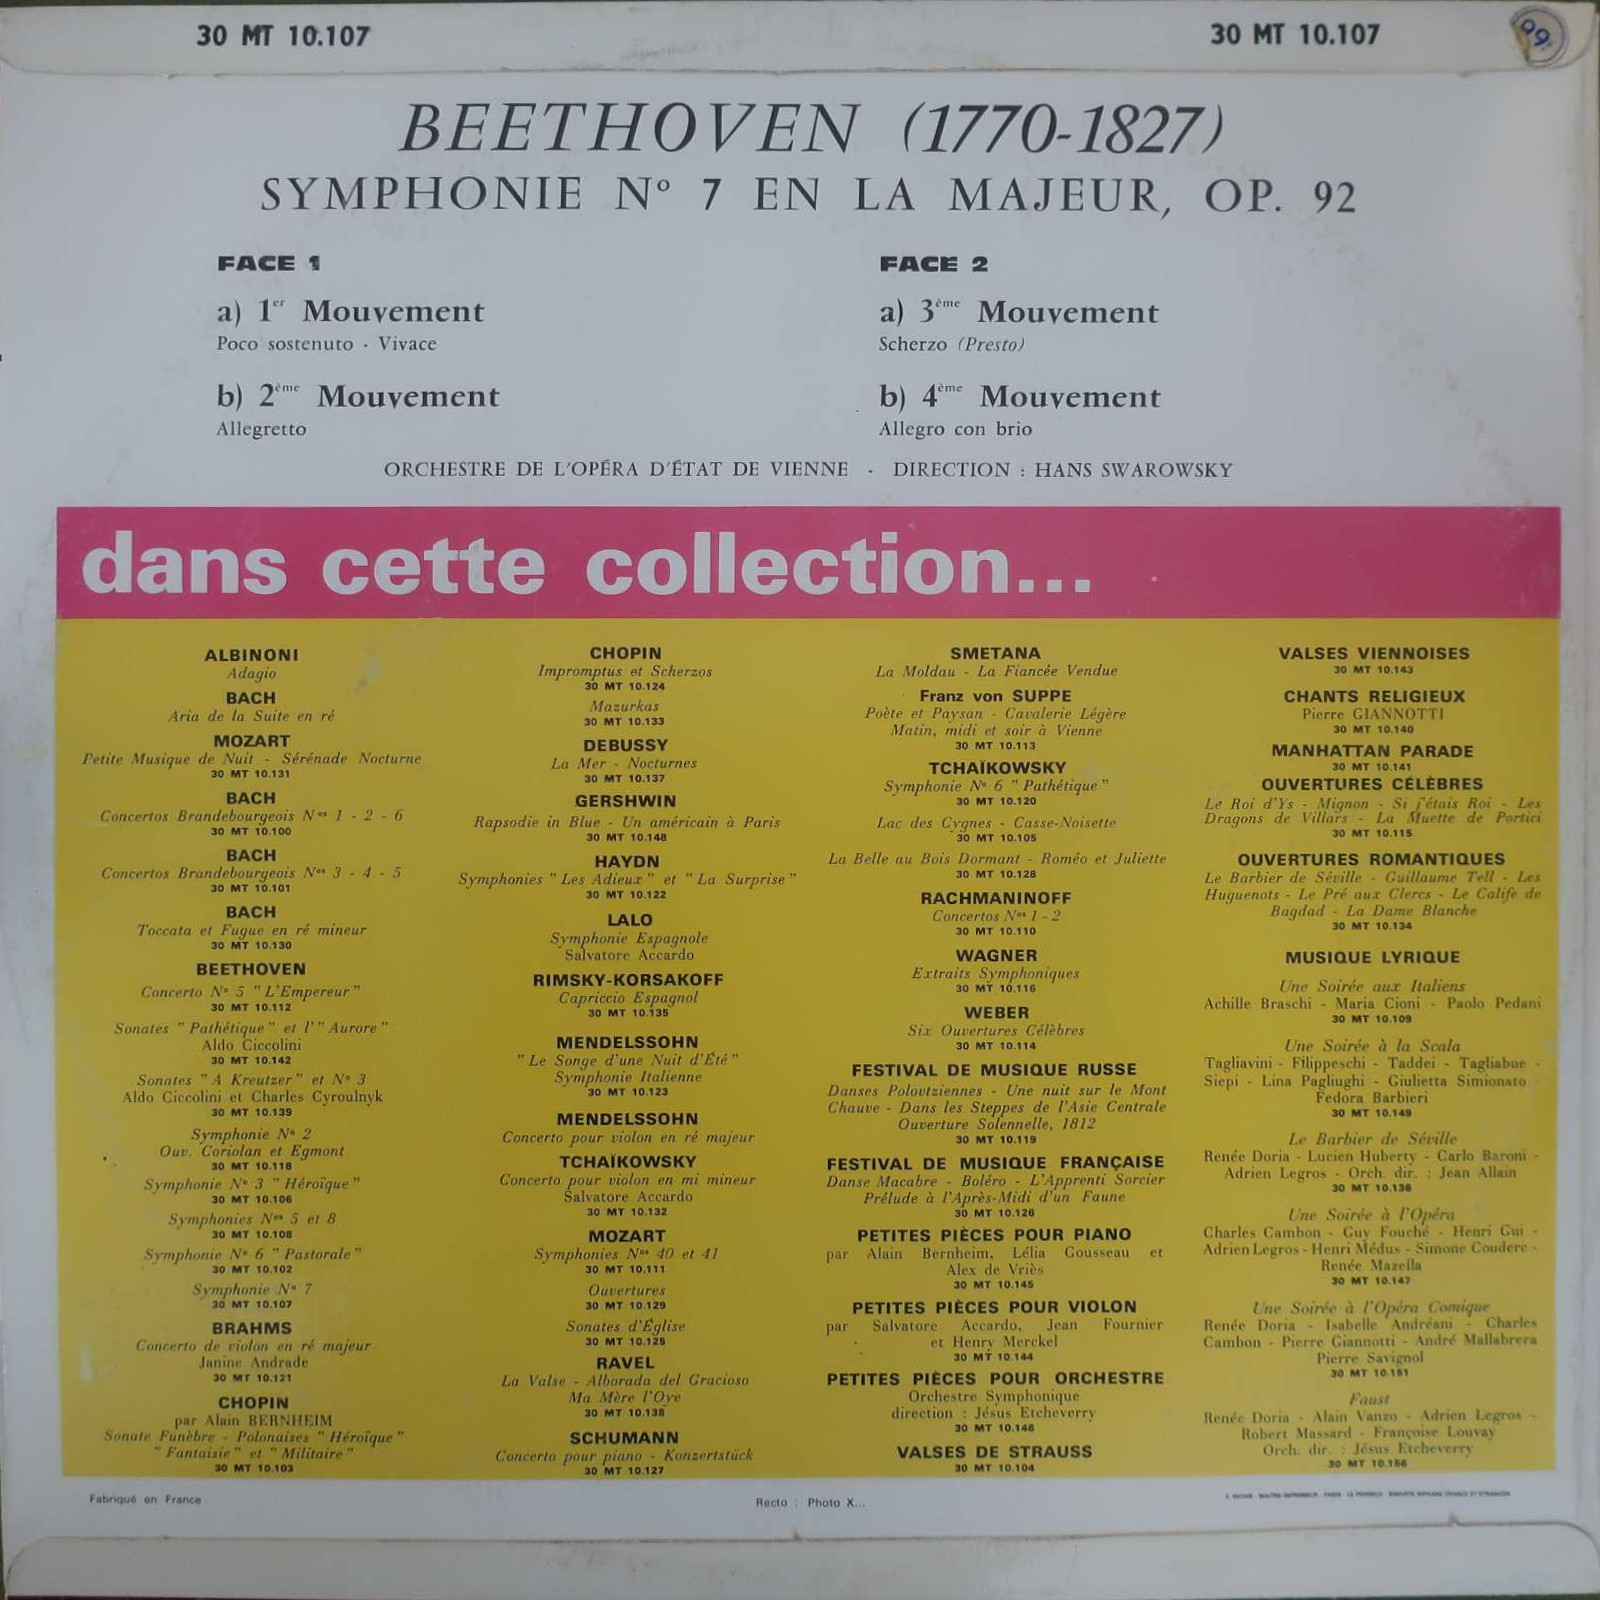 30 MT 10.107
30 MT 10.107
99
BEETHOVEN (1770-1827)
SYMPHONIE Nº 7 EN LA MAJEUR, OP. 92
FACE 1
a) 1er Mouvement
Poco sostenuto - Vivace
b) 2ème Mouvement
Allegretto
FACE 2
a) 3ème Mouvement
Scherzo (Presto)
b) 4ème Mouvement
Allegro con brio
ORCHESTRE DE L'OPÉRA D'ÉTAT DE VIENNE - DIRECTION : HANS SWAROWSKY
dans cette collection...
ALBINONI
Adagio
BACH
Aria de la Suite en ré
MOZART
Petite Musique de Nuit - Sérénade Nocturne
30 MT 10.131
BACH
Concertos Brandebourgeois Nos 1 - 2 - 6
30 MT 10.100
BACH
Concertos Brandebourgeois Nos 3 - 4 - 5
30 MT 10.101
BACH
Toccata et Fugue en ré mineur
30 MT 10.130
BEETHOVEN
Concerto Nº 5 "L'Empereur"
30 MT 10.112
Sonates "Pathétique" et l'"Aurore"
Aldo Ciccolini
30 MT 10.142
Sonates "A Kreutzer" et Nº 3
Aldo Ciccolini et Charles Cyroulnyk
30 MT 10.139
Symphonie Nº 2
Ouv. Coriolan et Egmont
30 MT 10.118
Symphonie Nº 3 "Héroïque"
30 MT 10.106
Symphonies Nos 5 et 8
30 MT 10.108
Symphonie Nº 6 "Pastorale"
30 MT 10.102
Symphonie Nº 7
30 MT 10.107
BRAHMS
Concerto de violon en ré majeur
Janine Andrade
30 MT 10.121
CHOPIN
par Alain BERNHEIM
Sonate Funèbre - Polonaises "Héroïque"
"Fantaisie" et "Militaire"
30 MT 10.103
CHOPIN
Impromptus et Scherzos
30 MT 10.124
Mazurkas
30 MT 10.133
DEBUSSY
La Mer - Nocturnes
30 MT 10.137
GERSHWIN
Rapsodie in Blue - Un américain à Paris
30 MT 10.148
HAYDN
Symphonies "Les Adieux" et "La Surprise"
30 MT 10.122
LALO
Symphonie Espagnole
Salvatore Accardo
RIMSKY-KORSAKOFF
Capriccio Espagnol
30 MT 10.135
MENDELSSOHN
"Le Songe d'une Nuit d'Été"
Symphonie Italienne
30 MT 10.123
MENDELSSOHN
Concerto pour violon en ré majeur
TCHAÏKOWSKY
Concerto pour violon en mi mineur
Salvatore Accardo
30 MT 10.132
MOZART
Symphonies Nos 40 et 41
30 MT 10.111
Ouvertures
30 MT 10.129
Sonates d'Église
30 MT 10.125
RAVEL
La Valse - Alborada del Gracioso
Ma Mère l'Oye
30 MT 10.138
SCHUMANN
Concerto pour piano - Konzertstück
30 MT 10.127
SMETANA
La Moldau - La Fiancée Vendue
Franz von SUPPE
Poète et Paysan - Cavalerie Légère
Matin, midi et soir à Vienne
30 MT 10.113
TCHAÏKOWSKY
Symphonie Nº 6 "Pathétique"
30 MT 10.120
Lac des Cygnes - Casse-Noisette
30 MT 10.105
La Belle au Bois Dormant - Roméo et Juliette
30 MT 10.128
RACHMANINOFF
Concertos Nos 1 - 2
30 MT 10.110
WAGNER
Extraits Symphoniques
30 MT 10.116
WEBER
Six Ouvertures Célèbres
30 MT 10.114
FESTIVAL DE MUSIQUE RUSSE
Danses Polovtziennes - Une nuit sur le Mont
Chauve - Dans les Steppes de l'Asie Centrale
Ouverture Solennelle, 1812
30 MT 10.119
FESTIVAL DE MUSIQUE FRANÇAISE
Danse Macabre - Boléro - L'Apprenti Sorcier
Prélude à l'Après-Midi d'un Faune
30 MT 10.126
PETITES PIÈCES POUR PIANO
par Alain Bernheim, Lélia Gousseau et
Alex de Vriès
30 MT 10.145
PETITES PIÈCES POUR VIOLON
par Salvatore Accardo, Jean Fournier
et Henry Merckel
30 MT 10.144
PETITES PIÈCES POUR ORCHESTRE
Orchestre Symphonique
direction : Jésus Etcheverry
30 MT 10.146
VALSES DE STRAUSS
30 MT 10.104
VALSES VIENNOISES
30 MT 10.143
CHANTS RELIGIEUX
Pierre GIANNOTTI
30 MT 10.140
MANHATTAN PARADE
30 MT 10.141
OUVERTURES CÉLÈBRES
Le Roi d'Ys - Mignon - Si j'étais Roi - Les
Dragons de Villars - La Muette de Portici
30 MT 10.115
OUVERTURES ROMANTIQUES
Le Barbier de Séville - Guillaume Tell - Les
Huguenots - Le Pré aux Clercs - Le Calife de
Bagdad - La Dame Blanche
30 MT 10.134
MUSIQUE LYRIQUE
Une Soirée aux Italiens
Achille Braschi - Maria Cioni - Paolo Pedani
30 MT 10.109
Une Soirée à la Scala
Tagliavini - Filippeschi - Taddei - Tagliabue -
Siepi - Lina Pagliughi - Giulietta Simionato -
Fedora Barbieri
30 MT 10.149
Le Barbier de Séville
Renée Doria - Lucien Huberty - Carlo Baroni -
Adrien Legros - Orch. dir. : Jean Allain
30 MT 10.136
Une Soirée à l'Opéra
Charles Cambon - Guy Fouché - Henri Gui -
Adrien Legros - Henri Médus - Simone Couderc -
Renée Mazella
30 MT 10.147
Une Soirée à l'Opéra Comique
Renée Doria - Isabelle Andréani - Charles
Cambon - Pierre Giannotti - André Mallabrera
Pierre Savignol
30 MT 10.151
Faust
Renée Doria - Alain Vanzo - Adrien Legros -
Robert Massard - Françoise Louvay
Orch. dir. : Jésus Etcheverry
30 MT 10.156
Fabriqué en France
Recto : Photo X...